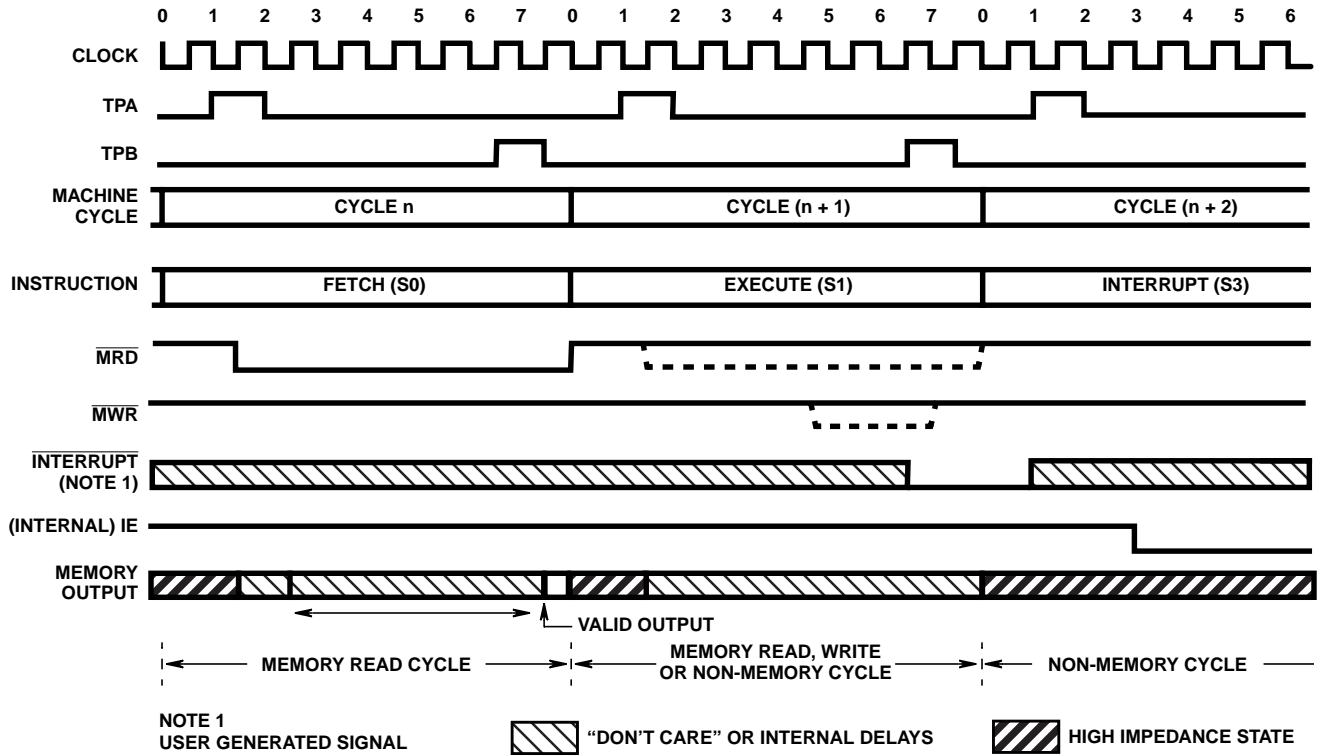 0 1 2 3 4 5 6 7 0 1 2 3 4 5 6 7 0 1 2 3 4 5 6
CLOCK
TPA
TPB
MACHINE
CYCLE
CYCLE n
CYCLE (n + 1)
CYCLE (n + 2)
INSTRUCTION
FETCH (S0)
EXECUTE (S1)
INTERRUPT (S3)
MRD
MWR
INTERRUPT
(NOTE 1)
(INTERNAL) IE
MEMORY
OUTPUT
VALID OUTPUT
MEMORY READ CYCLE
MEMORY READ, WRITE
OR NON-MEMORY CYCLE
NON-MEMORY CYCLE
NOTE 1
USER GENERATED SIGNAL
“DON’T CARE” OR INTERNAL DELAYS
HIGH IMPEDANCE STATE